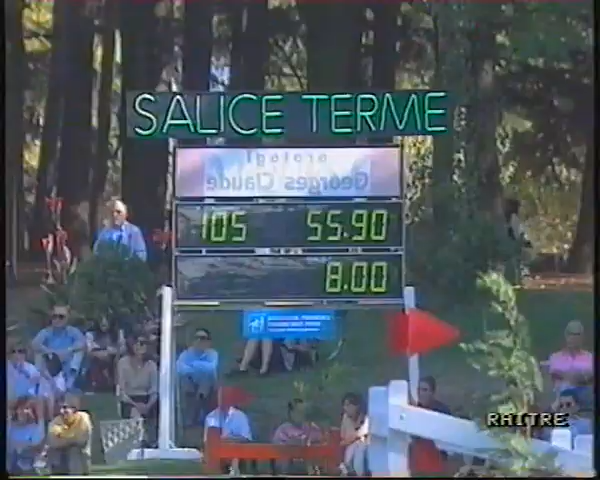 SALICE TERME
orologi
Georges Claude
105 55.90
8.00
RAITRE